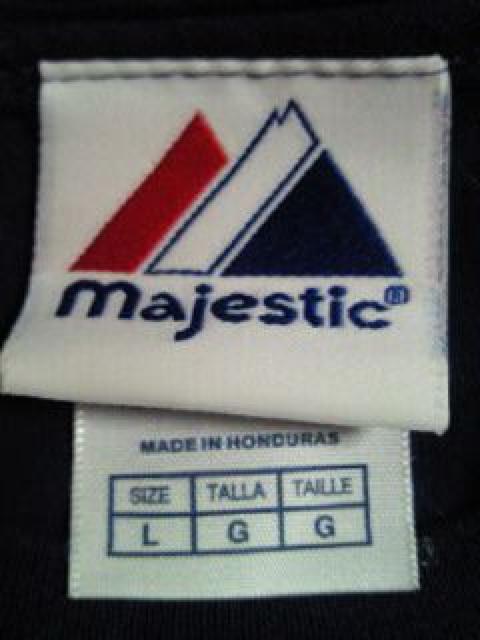 majestic®
MADE IN HONDURAS
SIZE TALLA TAILLE
L G G